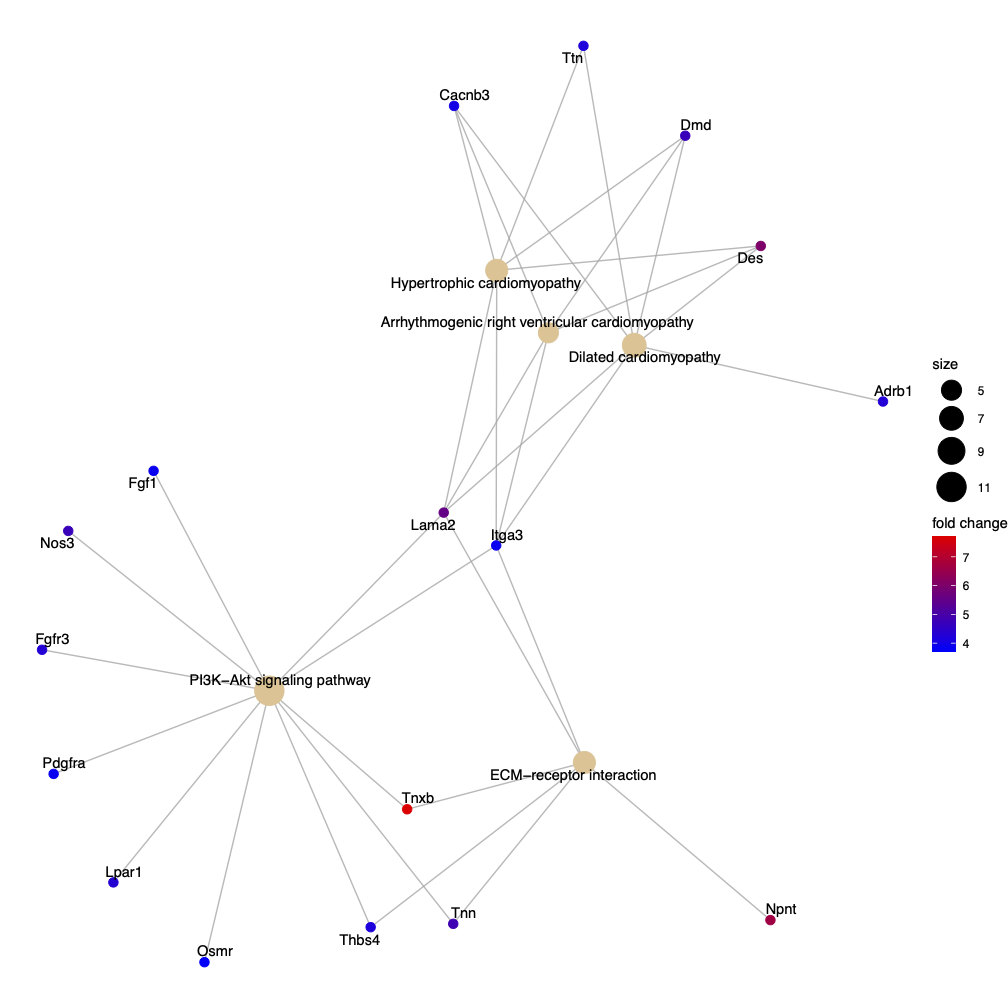 Ttn
Cacnb3
Dmd
Des
Hypertrophic cardiomyopathy
Arrhythmogenic right ventricular cardiomyopathy
Dilated cardiomyopathy
Adrb1
size
5
7
9
11
fold change
7
6
5
4
Fgf1
Lama2
Itga3
Nos3
Fgfr3
PI3K−Akt signaling pathway
Pdgfra
ECM−receptor interaction
Tnxb
Lpar1
Npnt
Tnn
Thbs4
Osmr